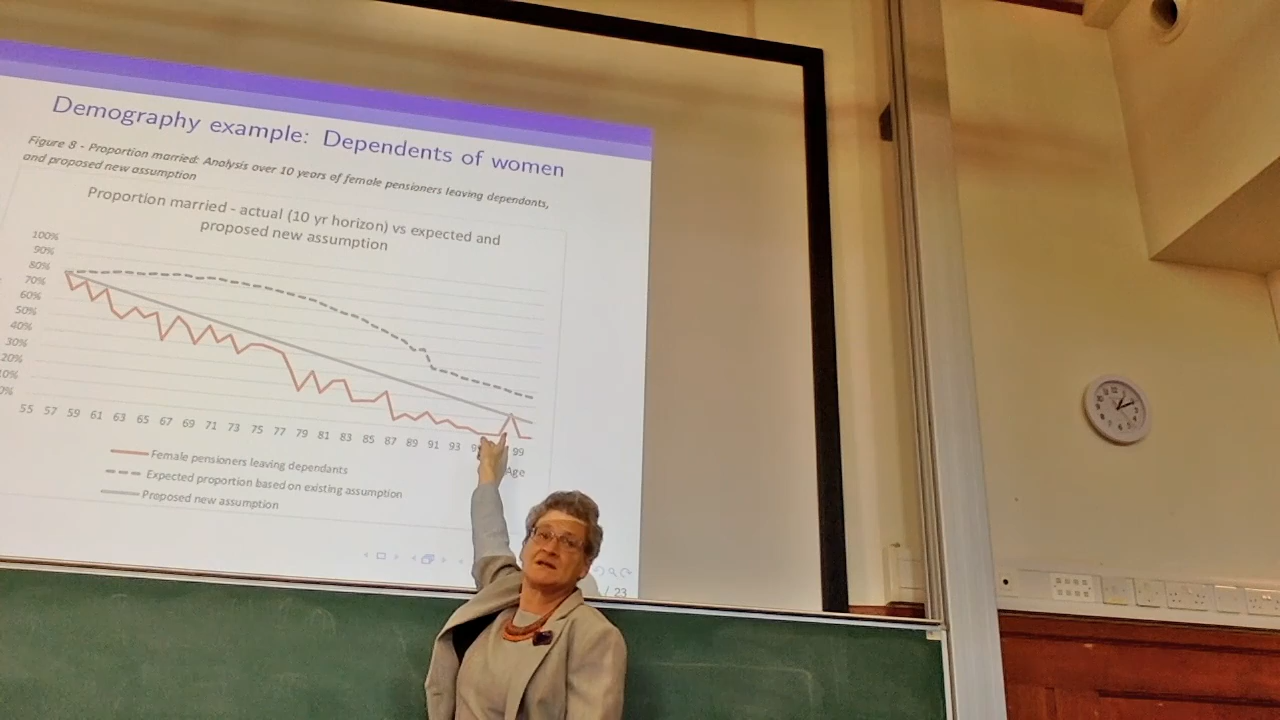 Demography example: Dependents of women
Figure 8 - Proportion married: Analysis over 10 years of female pensioners leaving dependants,
and proposed new assumption
Proportion married - actual (10 yr horizon) vs expected and
proposed new assumption
100%
90%
80%
70%
60%
50%
40%
30%
20%
55 57 59 61 63 65 67 69 71 73 75 77 79 81 83 85 87 89 91 93 99
Age
Female pensioners leaving dependants
Expected proportion based on existing assumption
Proposed new assumption
/ 23